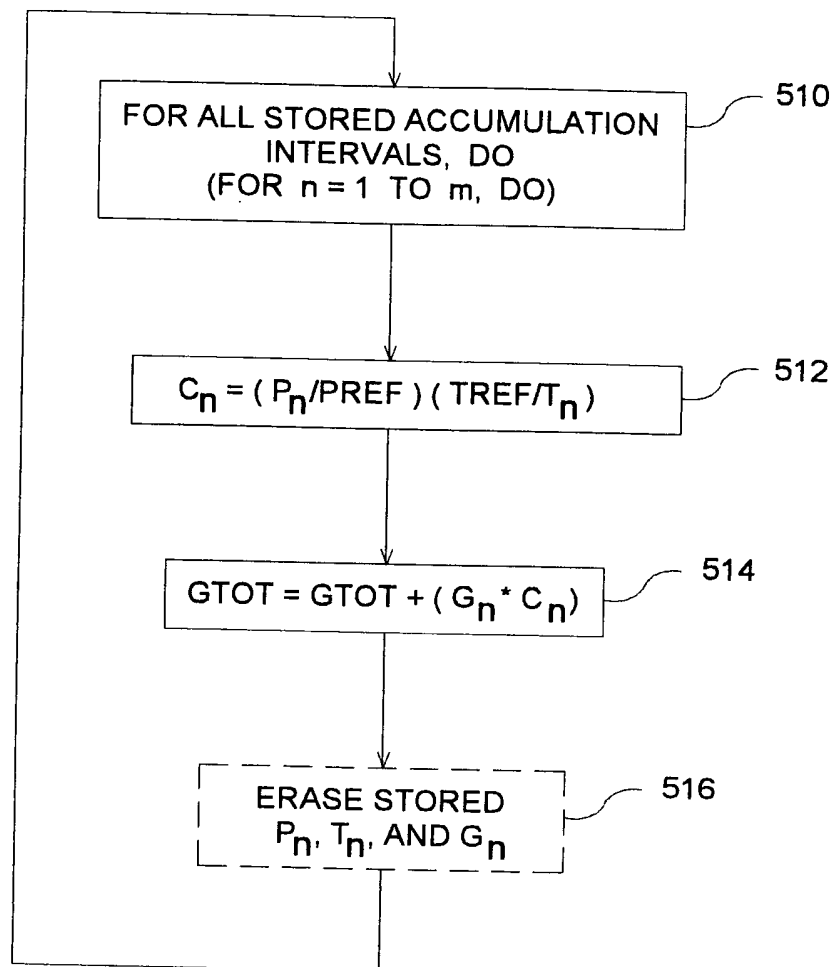 FOR ALL STORED ACCUMULATION
INTERVALS, DO
(FOR n = 1 TO m, DO)
510
Cn = ( Pn/PREF ) ( TREF/Tn )
512
GTOT = GTOT + ( Gn * Cn )
514
ERASE STORED
Pn, Tn, AND Gn
516